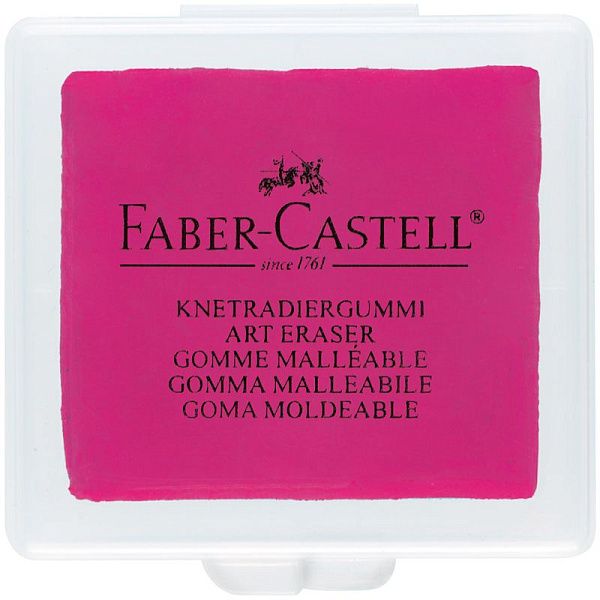 FABER-CASTELL®
since 1761
KNETRADIERGUMMI
ART ERASER
GOMME MALLÉABLE
GOMMA MALLEABILE
GOMA MOLDEABLE